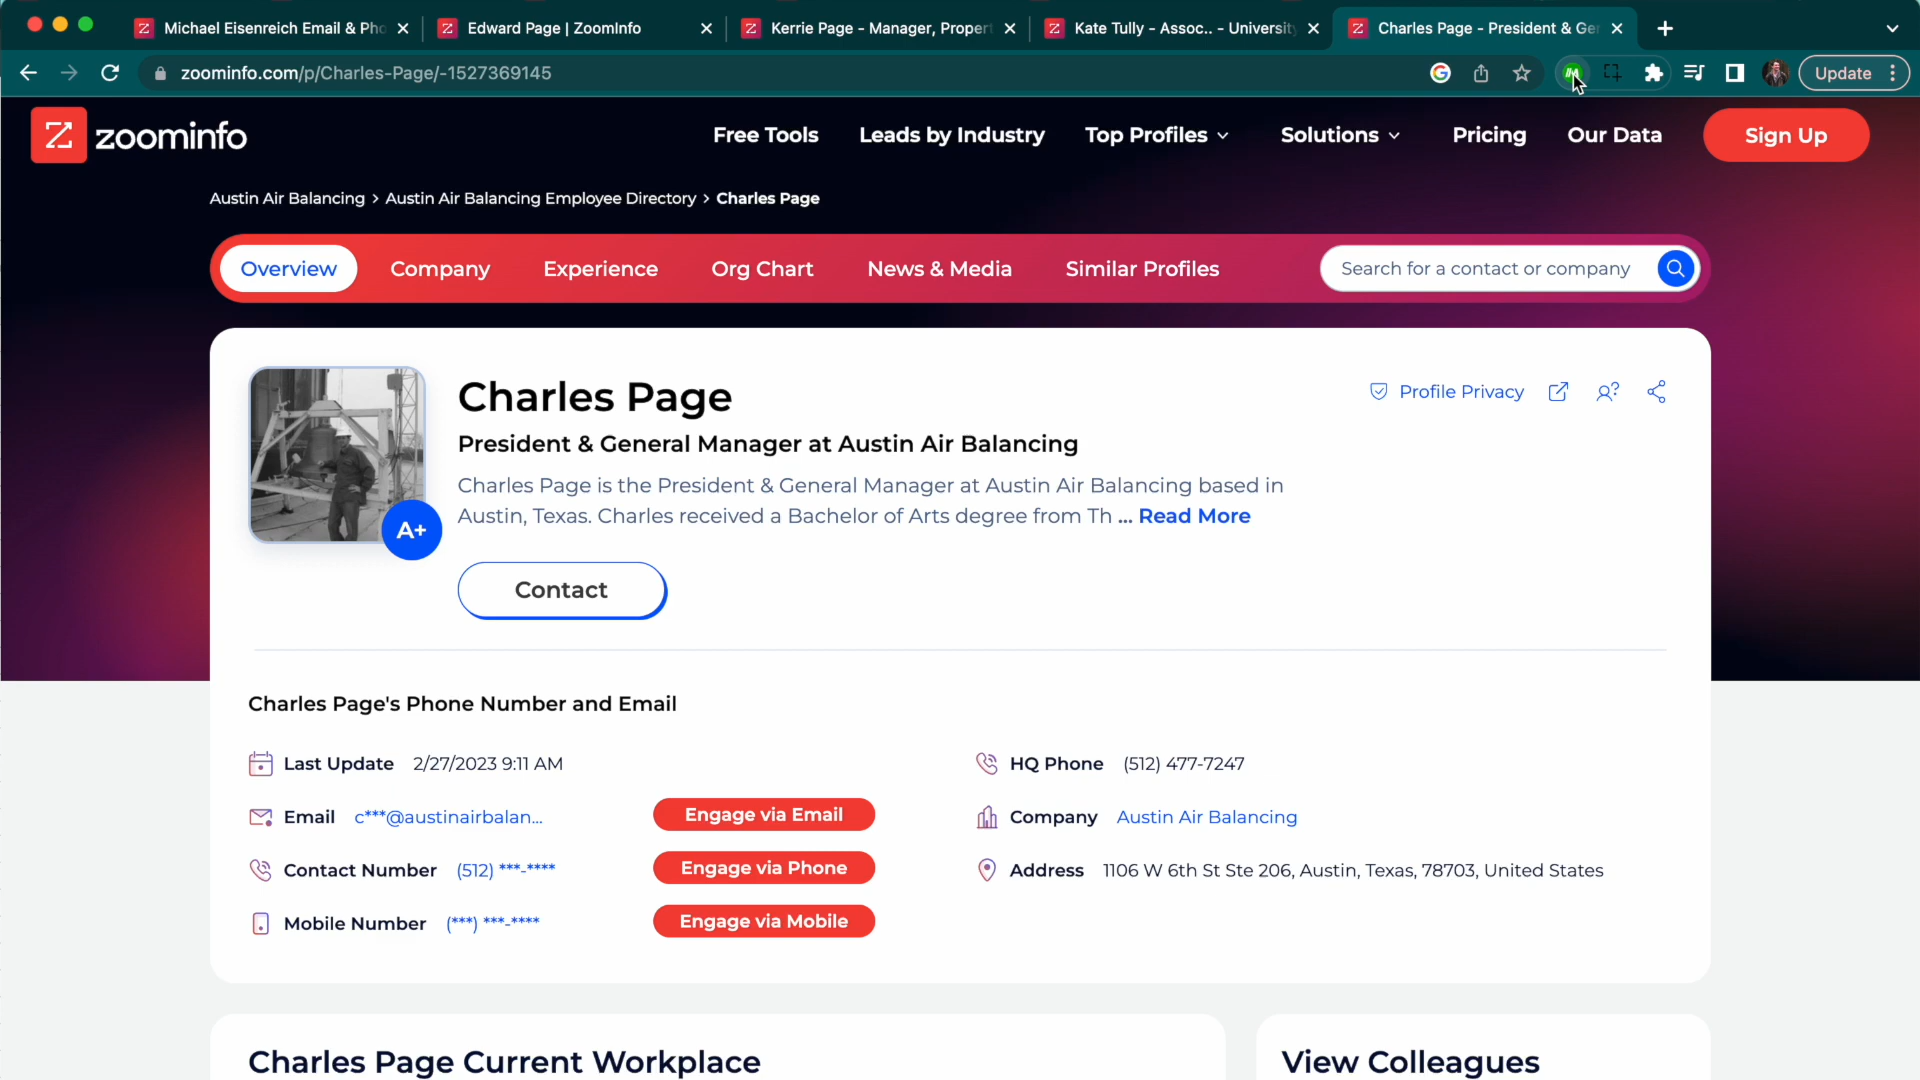 Michael Eisenreich Email & Pho
Edward Page | ZoomInfo
Kerrie Page - Manager, Propert
Kate Tully - Assoc.. - University
Charles Page - President & Ge
zoominfo.com/p/Charles-Page/-1527369145
Update
zoominfo
Free Tools
Leads by Industry
Top Profiles
Solutions
Pricing
Our Data
Sign Up
Austin Air Balancing > Austin Air Balancing Employee Directory > Charles Page
Overview
Company
Experience
Org Chart
News & Media
Similar Profiles
Search for a contact or company
Charles Page
Profile Privacy
President & General Manager at Austin Air Balancing
Charles Page is the President & General Manager at Austin Air Balancing based in
Austin, Texas. Charles received a Bachelor of Arts degree from Th ... Read More
A+
Contact
Charles Page's Phone Number and Email
Last Update 2/27/2023 9:11 AM
HQ Phone (512) 477-7247
Email c***@austinairbalan...
Engage via Email
Company Austin Air Balancing
Contact Number (512) ***-****
Engage via Phone
Address 1106 W 6th St Ste 206, Austin, Texas, 78703, United States
Mobile Number (***) ***-****
Engage via Mobile
Charles Page Current Workplace
View Colleagues